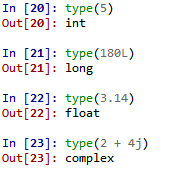 In [20]: type(5)
Out[20]: int
In [21]: type(180L)
Out[21]: long
In [22]: type(3.14)
Out[22]: float
In [23]: type(2 + 4j)
Out[23]: complex